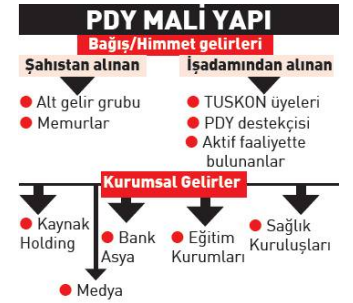 PDY MALİ YAPI
Bağış/Himmet gelirleri
Şahıstan alınan
Alt gelir grubu
Memurlar
İşadamından alınan
TUSKON üyeleri
PDY destekçisi
Aktif faaliyette
bulunanlar
Kurumsal Gelirler
Kaynak
Holding
Medya
Bank
Asya
Eğitim
Kurumları
Sağlık
Kuruluşları